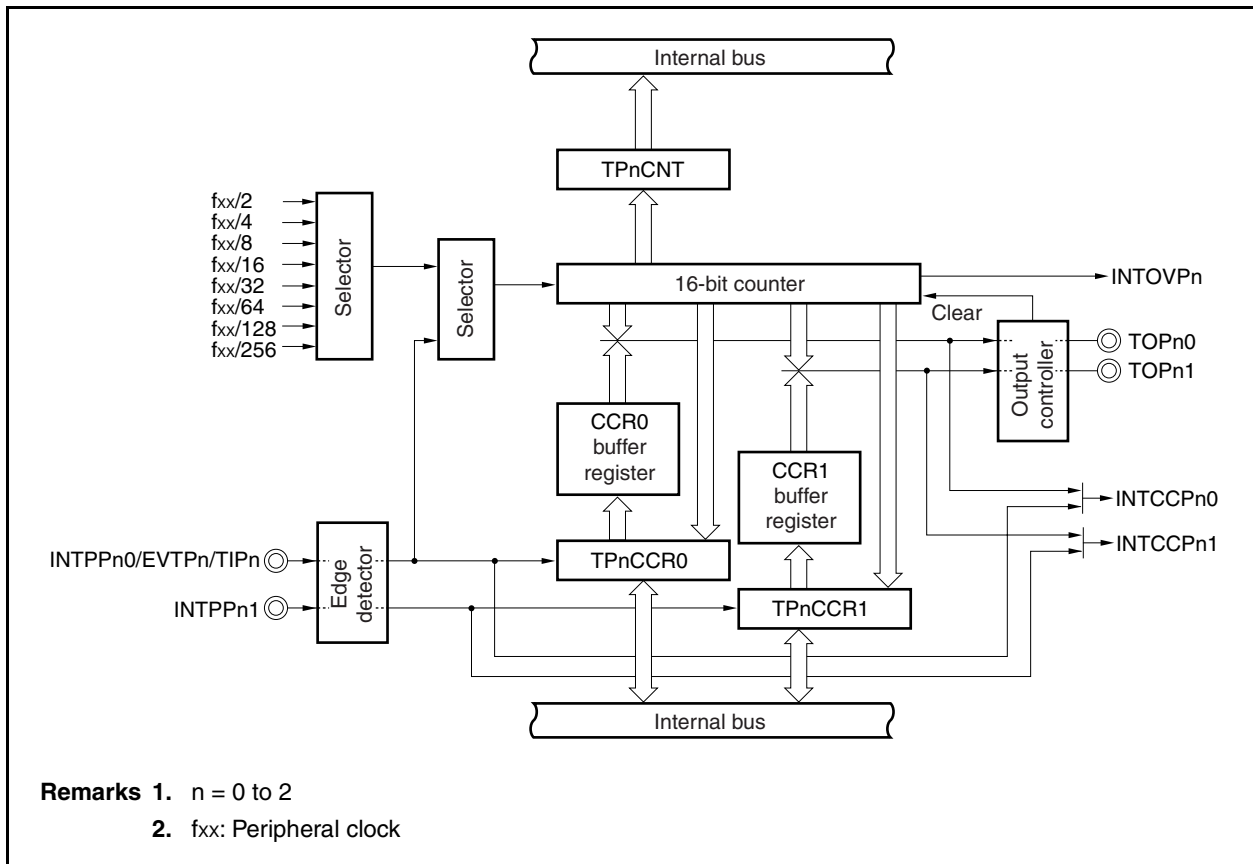 Internal bus
TPnCNT
fxx/2
fxx/4
fxx/8
fxx/16
fxx/32
fxx/64
fxx/128
fxx/256
Selector
Selector
16-bit counter
INTOVPn
Clear
TOPn0
TOPn1
Output
controller
CCR0
buffer
register
CCR1
buffer
register
INTCCPn0
INTCCPn1
INTPPn0/EVTPn/TIPn
INTPPn1
Edge
detector
TPnCCR0
TPnCCR1
Internal bus
Remarks 1. n = 0 to 2
2. fxx: Peripheral clock